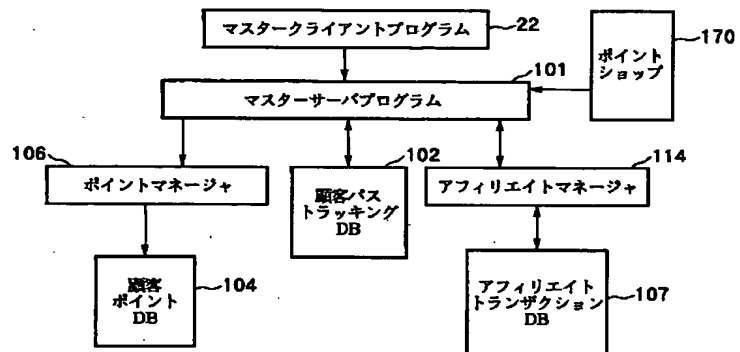 マスタークライアントプログラム
22
ポイント
ショップ
170
101
マスターサーバプログラム
106
ポイントマネージャ
102
顧客パス
トラッキング
DB
114
アフィリエイトマネージャ
顧客
ポイント
DB
104
アフィリエイト
トランザクション
DB
107